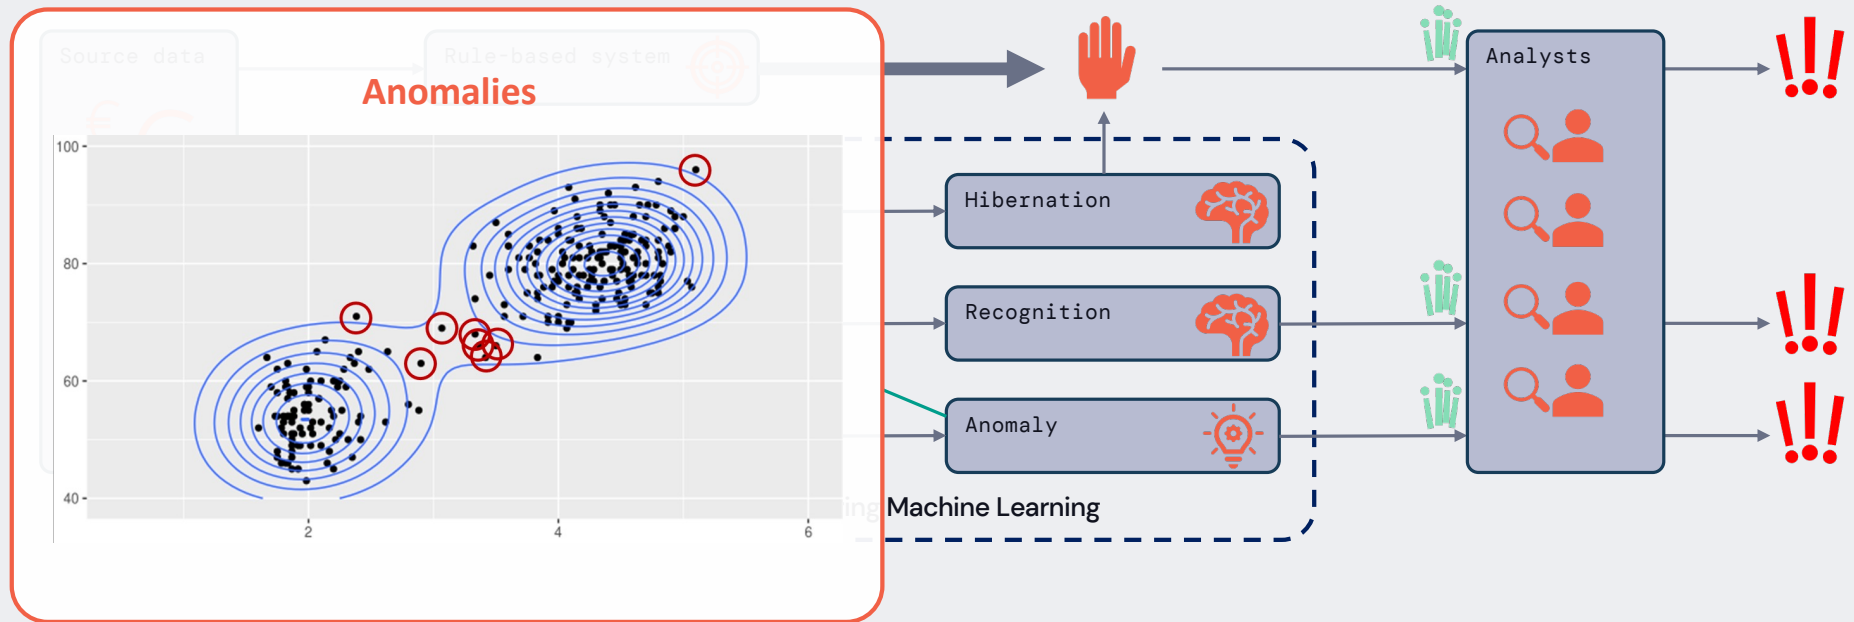 Source data
Rule-based system
Anomalies
100
80
60
40
2
4
6
Hibernation
Recognition
Anomaly
ing Machine Learning
Analysts